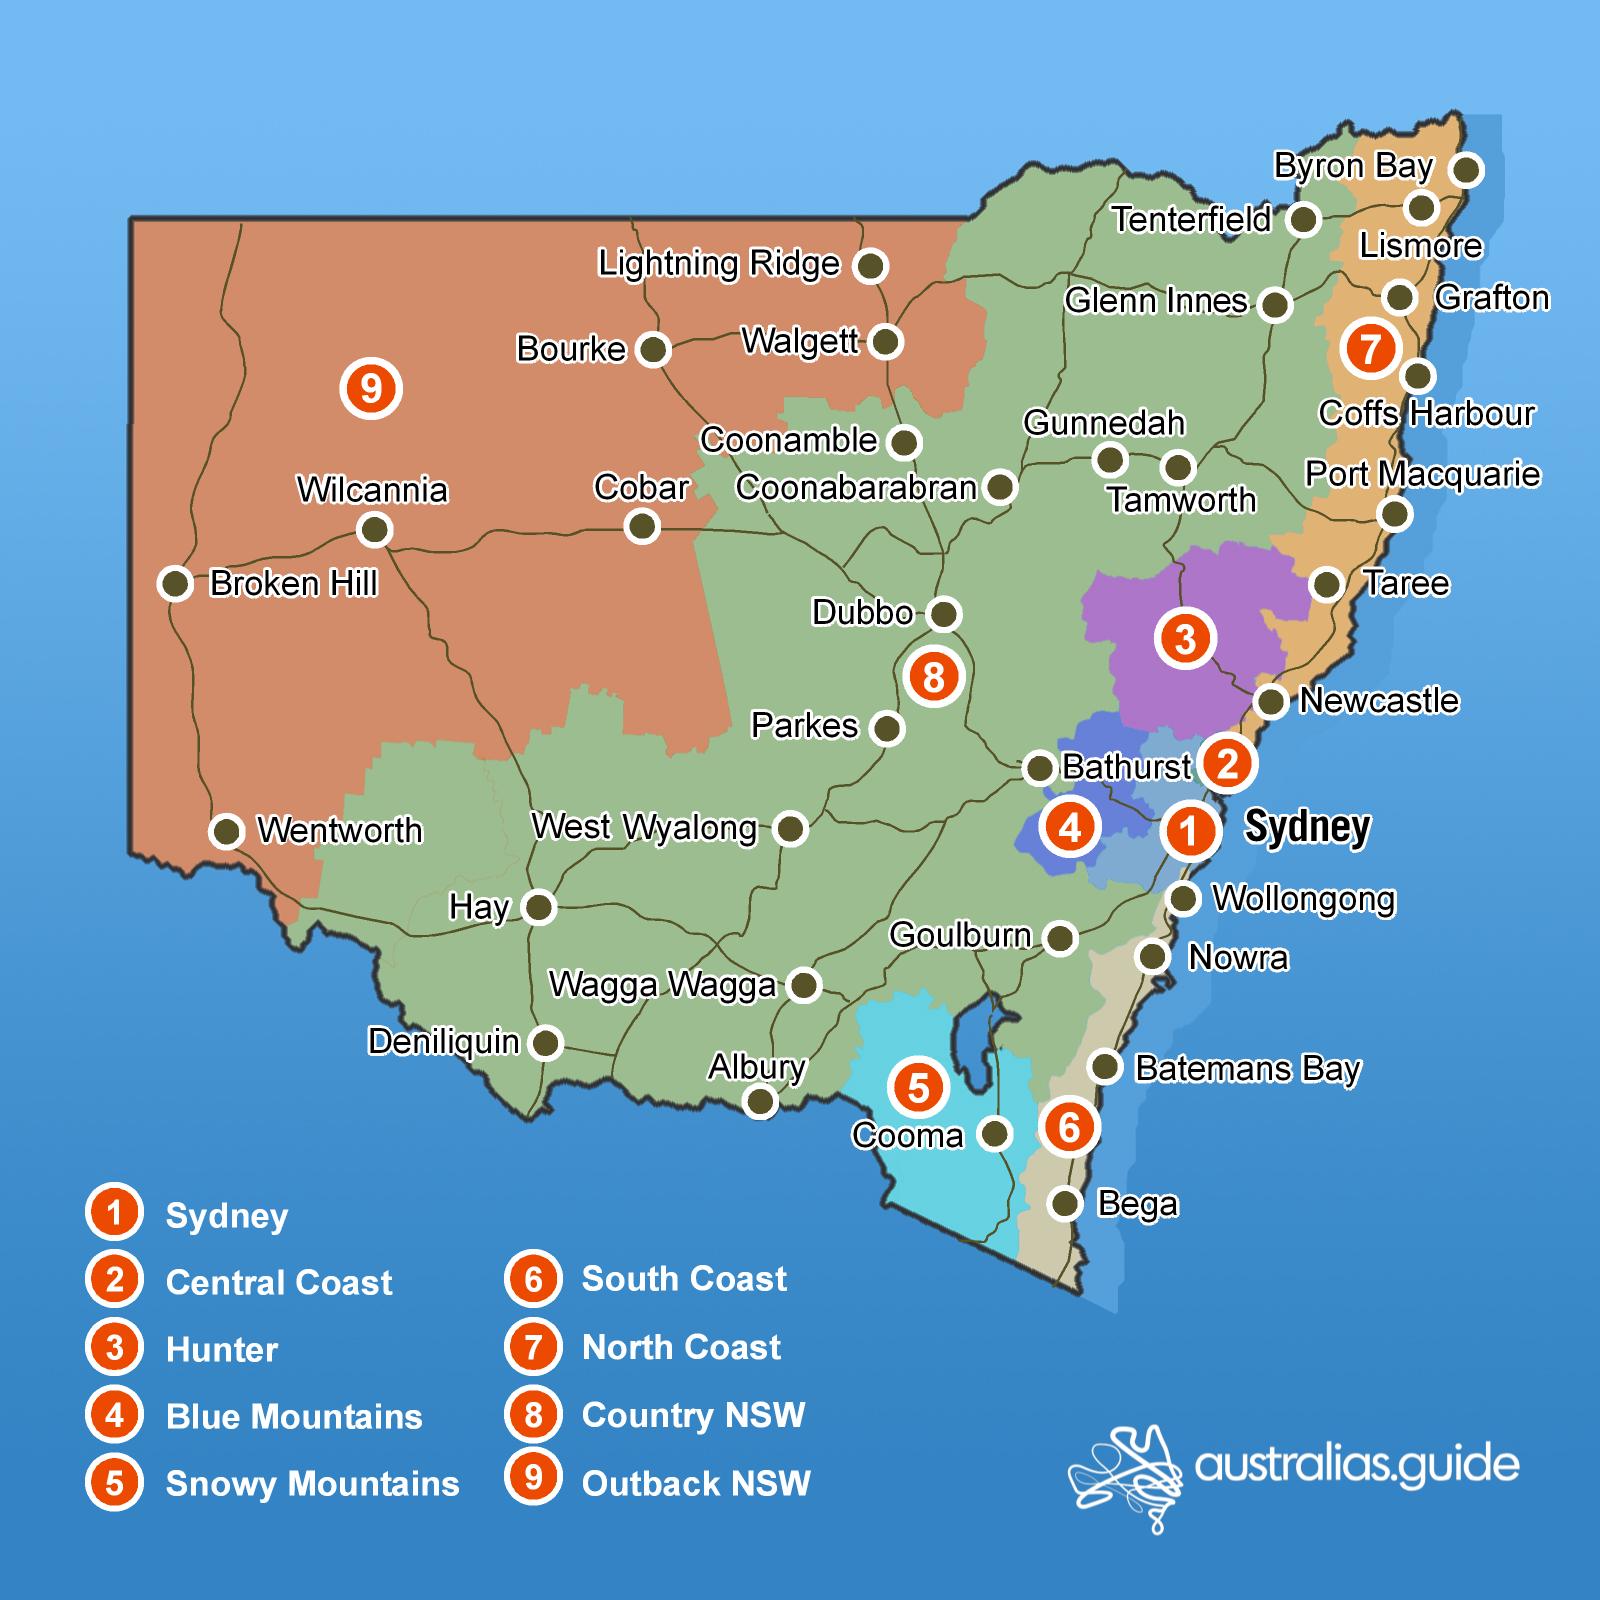 Byron Bay
Tenterfield
Lismore
Lightning Ridge
Glenn Innes
Grafton
Bourke
Walgett
7
9
Coffs Harbour
Gunnedah
Coonamble
Port Macquarie
Wilcannia
Cobar
Coonabarabran
Tamworth
Broken Hill
Taree
Dubbo
3
8
Newcastle
Parkes
Bathurst
2
Wentworth
West Wyalong
4
1
Sydney
Hay
Wollongong
Goulburn
Nowra
Wagga Wagga
Deniliquin
Albury
Batemans Bay
5
Cooma
6
Bega
1 Sydney
2 Central Coast
3 Hunter
4 Blue Mountains
5 Snowy Mountains
6 South Coast
7 North Coast
8 Country NSW
9 Outback NSW
australias.guide